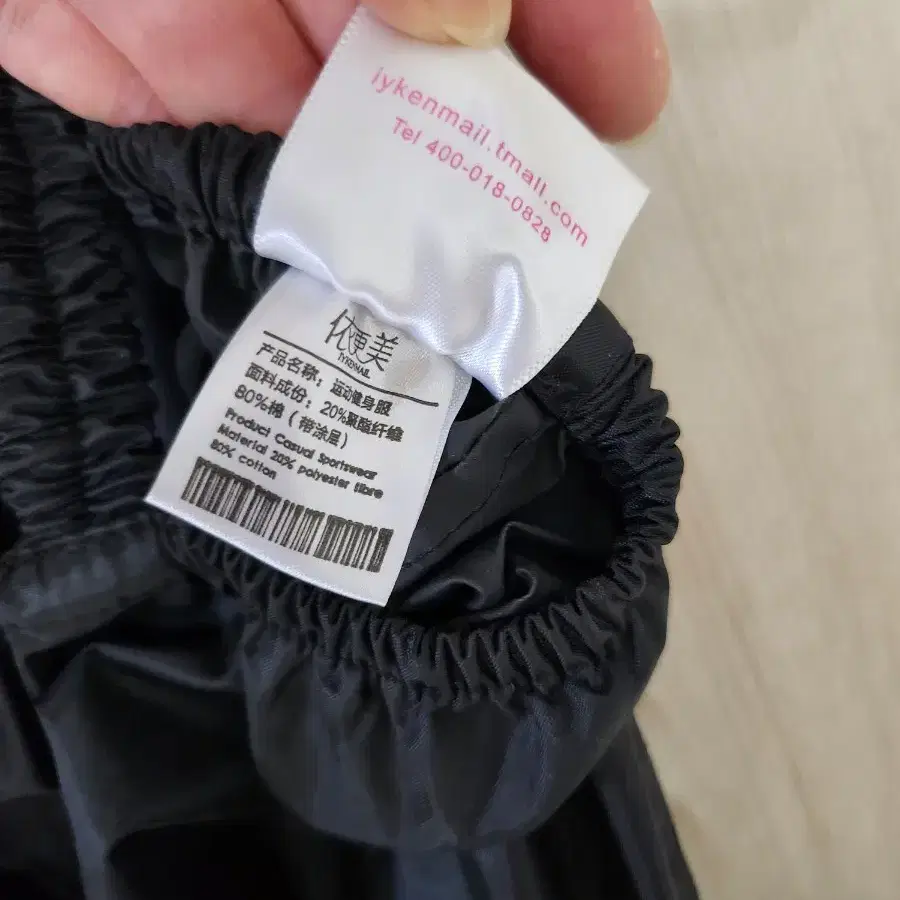 iykenmail.tmall.com
Tel 400-018-0828
依更美
IYKENMAIL
产品名称：运动健身服
面料成份：20%聚酯纤维
80%棉（带涂层）
Product Casual Sportswear
Material 20% polyester fibre
80% cotton